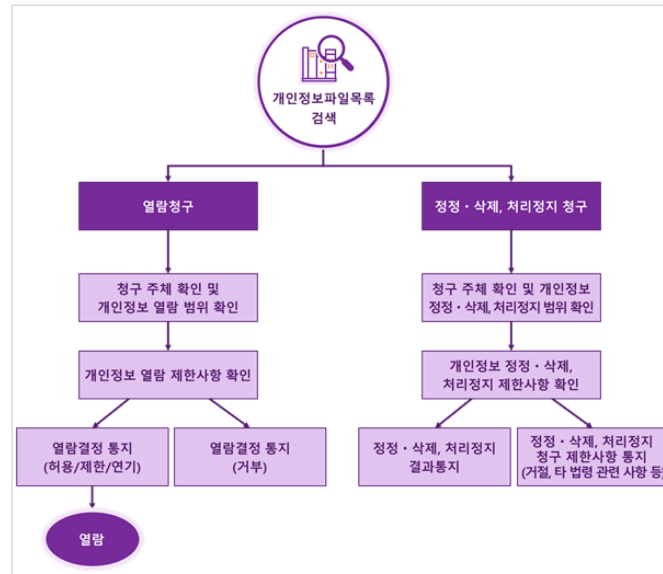 개인정보파일목록
검색
열람청구
정정・삭제, 처리정지 청구
청구 주체 확인 및
개인정보 열람 범위 확인
청구 주체 확인 및 개인정보
정정・삭제, 처리정지 범위 확인
개인정보 열람 제한사항 확인
개인정보 정정・삭제,
처리정지 제한사항 확인
열람결정 통지
(허용/제한/연기)
열람결정 통지
(거부)
정정・삭제, 처리정지
결과통지
정정・삭제, 처리정지
청구 제한사항 통지
(거절, 타 법령 관련 사항 등)
열람